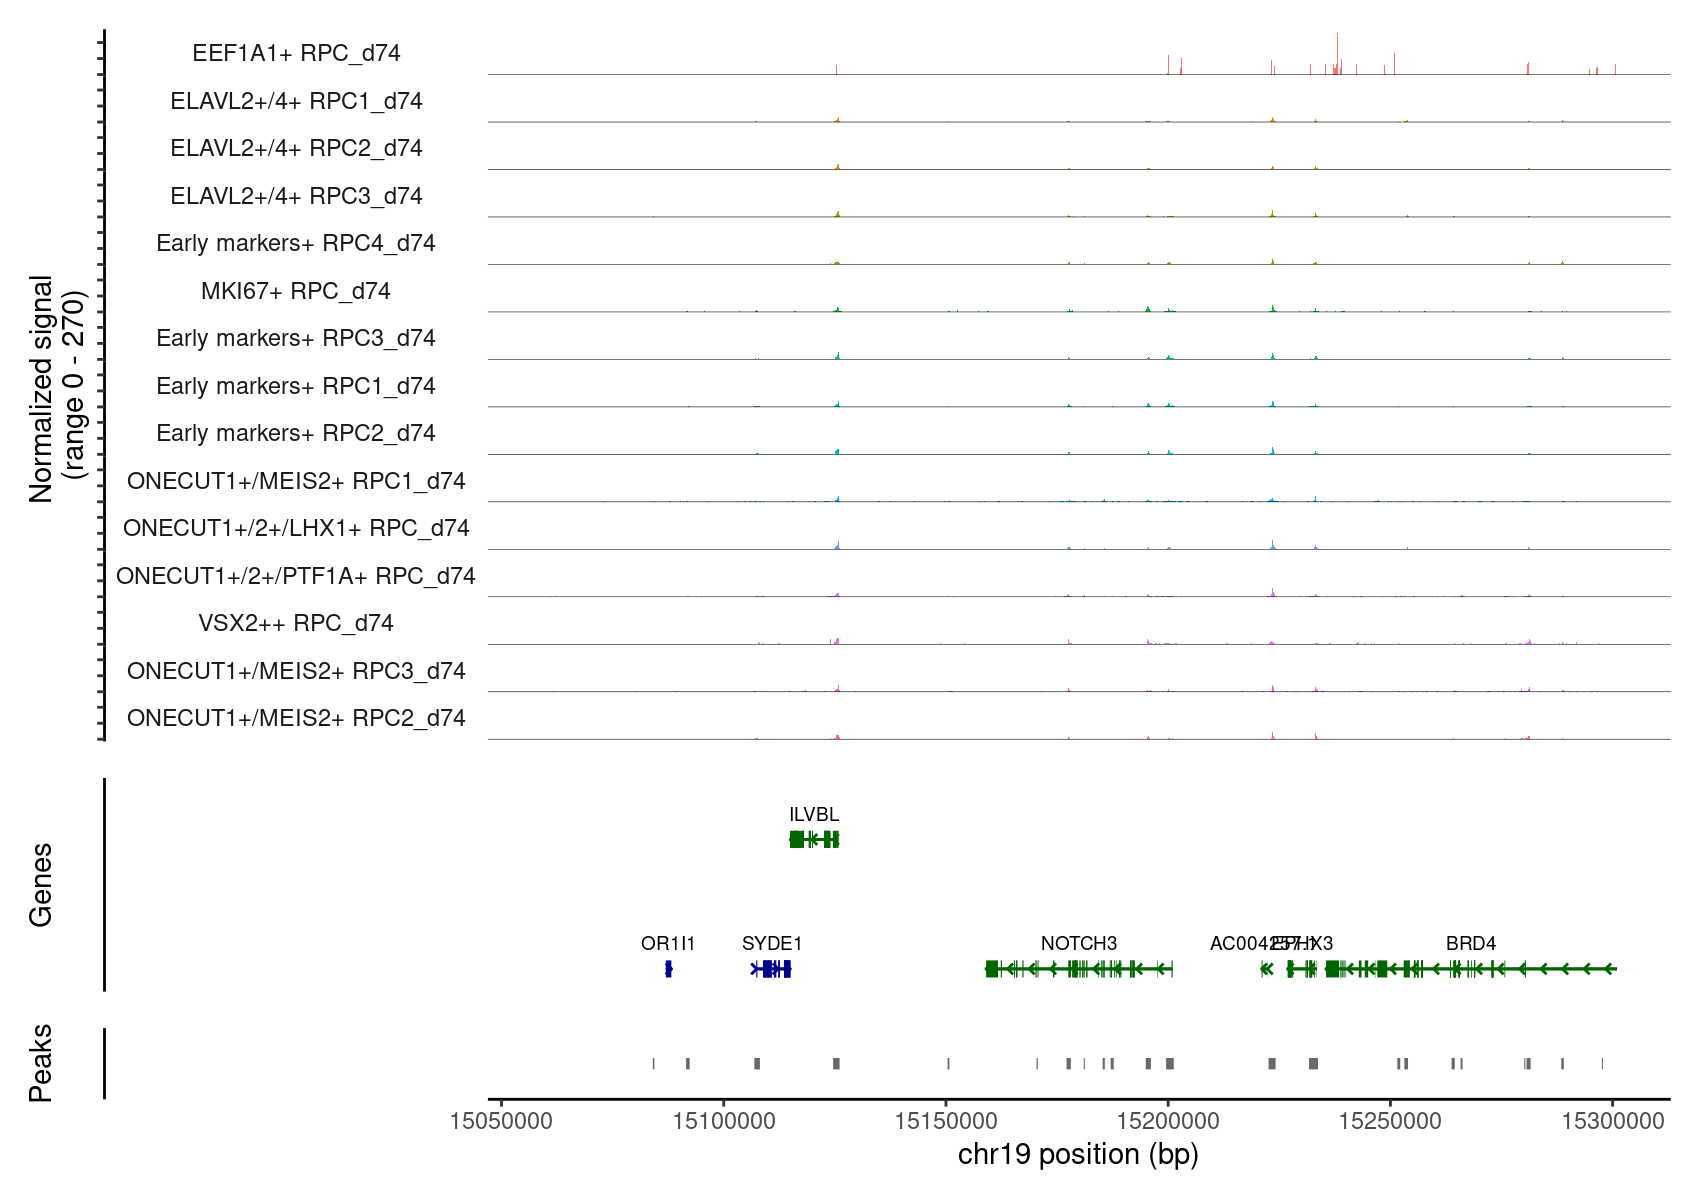 Normalized signal
(range 0 - 270)
EEF1A1+ RPC_d74
ELAVL2+/4+ RPC1_d74
ELAVL2+/4+ RPC2_d74
ELAVL2+/4+ RPC3_d74
Early markers+ RPC4_d74
MKI67+ RPC_d74
Early markers+ RPC3_d74
Early markers+ RPC1_d74
Early markers+ RPC2_d74
ONECUT1+/MEIS2+ RPC1_d74
ONECUT1+/2+/LHX1+ RPC_d74
ONECUT1+/2+/PTF1A+ RPC_d74
VSX2++ RPC_d74
ONECUT1+/MEIS2+ RPC3_d74
ONECUT1+/MEIS2+ RPC2_d74
Genes
ILVBL
OR1I1 SYDE1 NOTCH3 AC004257.1 EPHX3 BRD4
Peaks
15050000 15100000 15150000 15200000 15250000 15300000
chr19 position (bp)